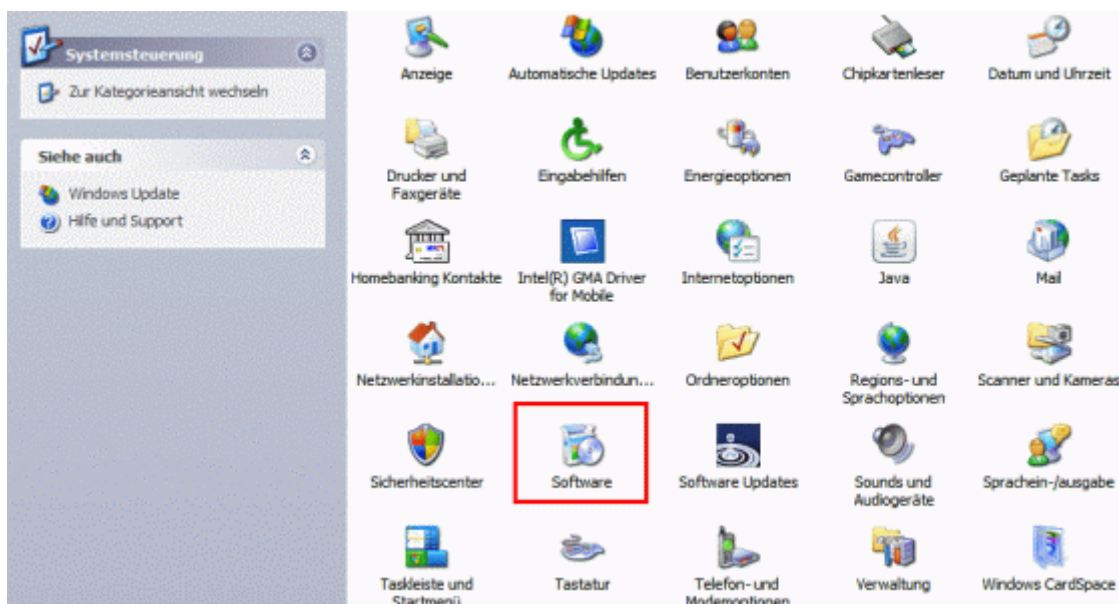 Systemsteuerung
Zur Kategorieansicht wechseln
Siehe auch
Windows Update
Hilfe und Support
Anzeige
Automatische Updates
Benutzerkonten
Chipkartenleser
Datum und Uhrzeit
Drucker und
Faxgeräte
Eingabehilfen
Energieoptionen
Gamecontroller
Geplante Tasks
Homebanking Kontakte
Intel(R) GMA Driver
for Mobile
Internetoptionen
Java
Mail
Netzwerkinstallatio...
Netzwerkverbindun...
Ordneroptionen
Regions- und
Sprachoptionen
Scanner und Kameras
Sicherheitscenter
Software
Software Updates
Sounds und
Audiogeräte
Sprachein-/ausgabe
Taskleiste und
Startmenü
Tastatur
Telefon- und
Modemoptionen
Verwaltung
Windows CardSpace